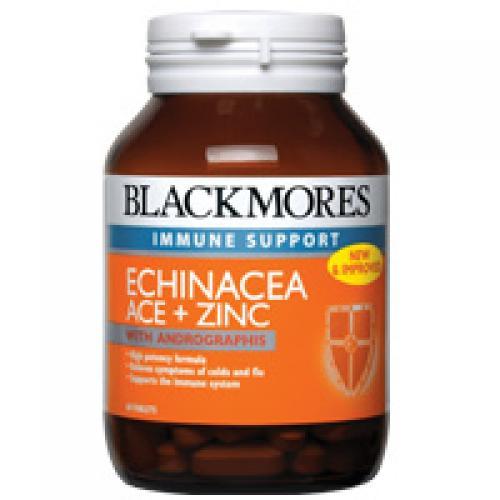 BLACKMORES
IMMUNE SUPPORT
NEW
& IMPROVED
ECHINACEA
ACE + ZINC
WITH ANDROGRAPHIS
• High potency formula
• Relieves symptoms of colds and flu
• Supports the immune system
TABLETS